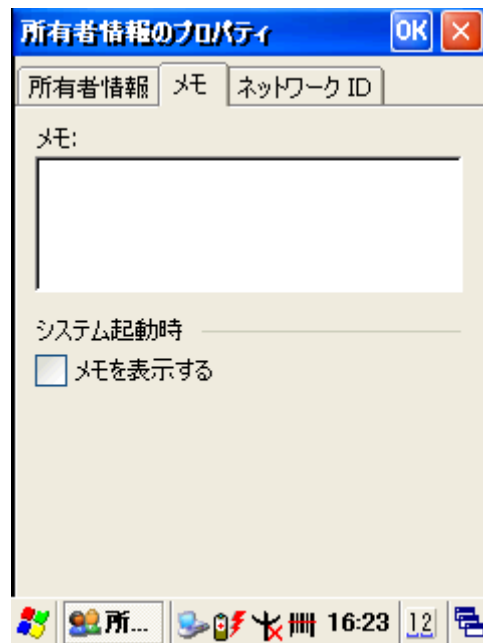 所有者情報のプロパティ OK
所有者情報 メモ ネットワーク ID
メモ:
システム起動時
メモを表示する
所... 16:23 12